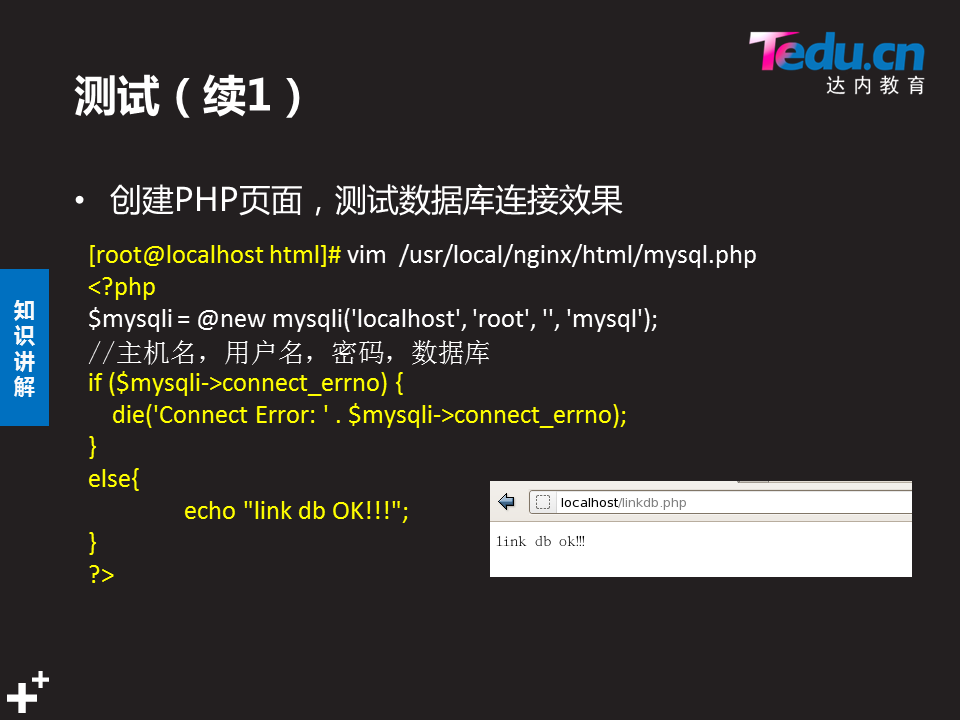 Tedu.cn
达内教育
测试（续1）
• 创建PHP页面，测试数据库连接效果
[root@localhost html]# vim  /usr/local/nginx/html/mysql.php
<?php
$mysqli = @new mysqli('localhost', 'root', '', 'mysql');
//主机名，用户名，密码，数据库
if ($mysqli->connect_errno) {
    die('Connect Error: ' . $mysqli->connect_errno);
}
else{
            echo "link db OK!!!";
}
?>
知识讲解
localhost/linkdb.php
link db ok!!!